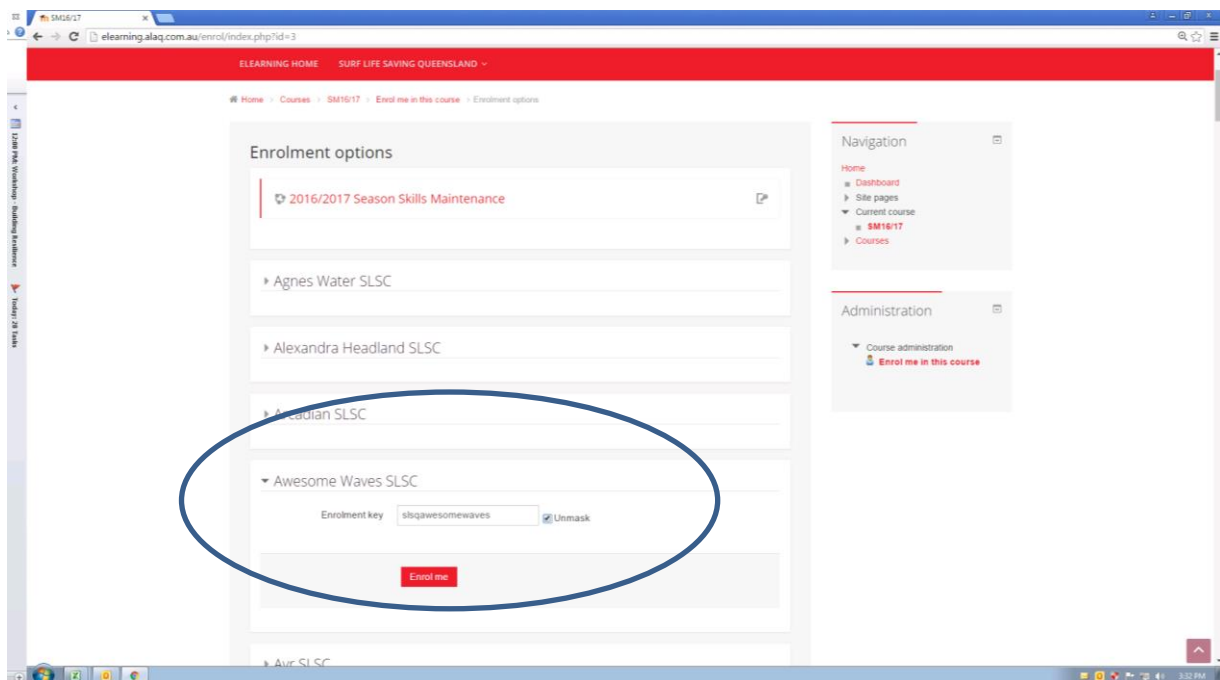 SM16/17
elearning.alaq.com.au/enrol/index.php?id=3
ELEARNING HOME SURF LIFE SAVING QUEENSLAND
Home Courses SM16/17 Enrol me in this course Enrolment options
Enrolment options
2016/2017 Season Skills Maintenance
Agnes Water SLSC
Alexandra Headland SLSC
Arcadian SLSC
Awesome Waves SLSC
Enrolment key slsqawesomewaves Unmask
Enrol me
Ayr SLSC
Navigation
Home
Dashboard
Site pages
Current course
SM16/17
Courses
Administration
Course administration
Enrol me in this course
12:00 PM: Workshop - Building Resilience
Today: 28 Tasks
3:32 PM